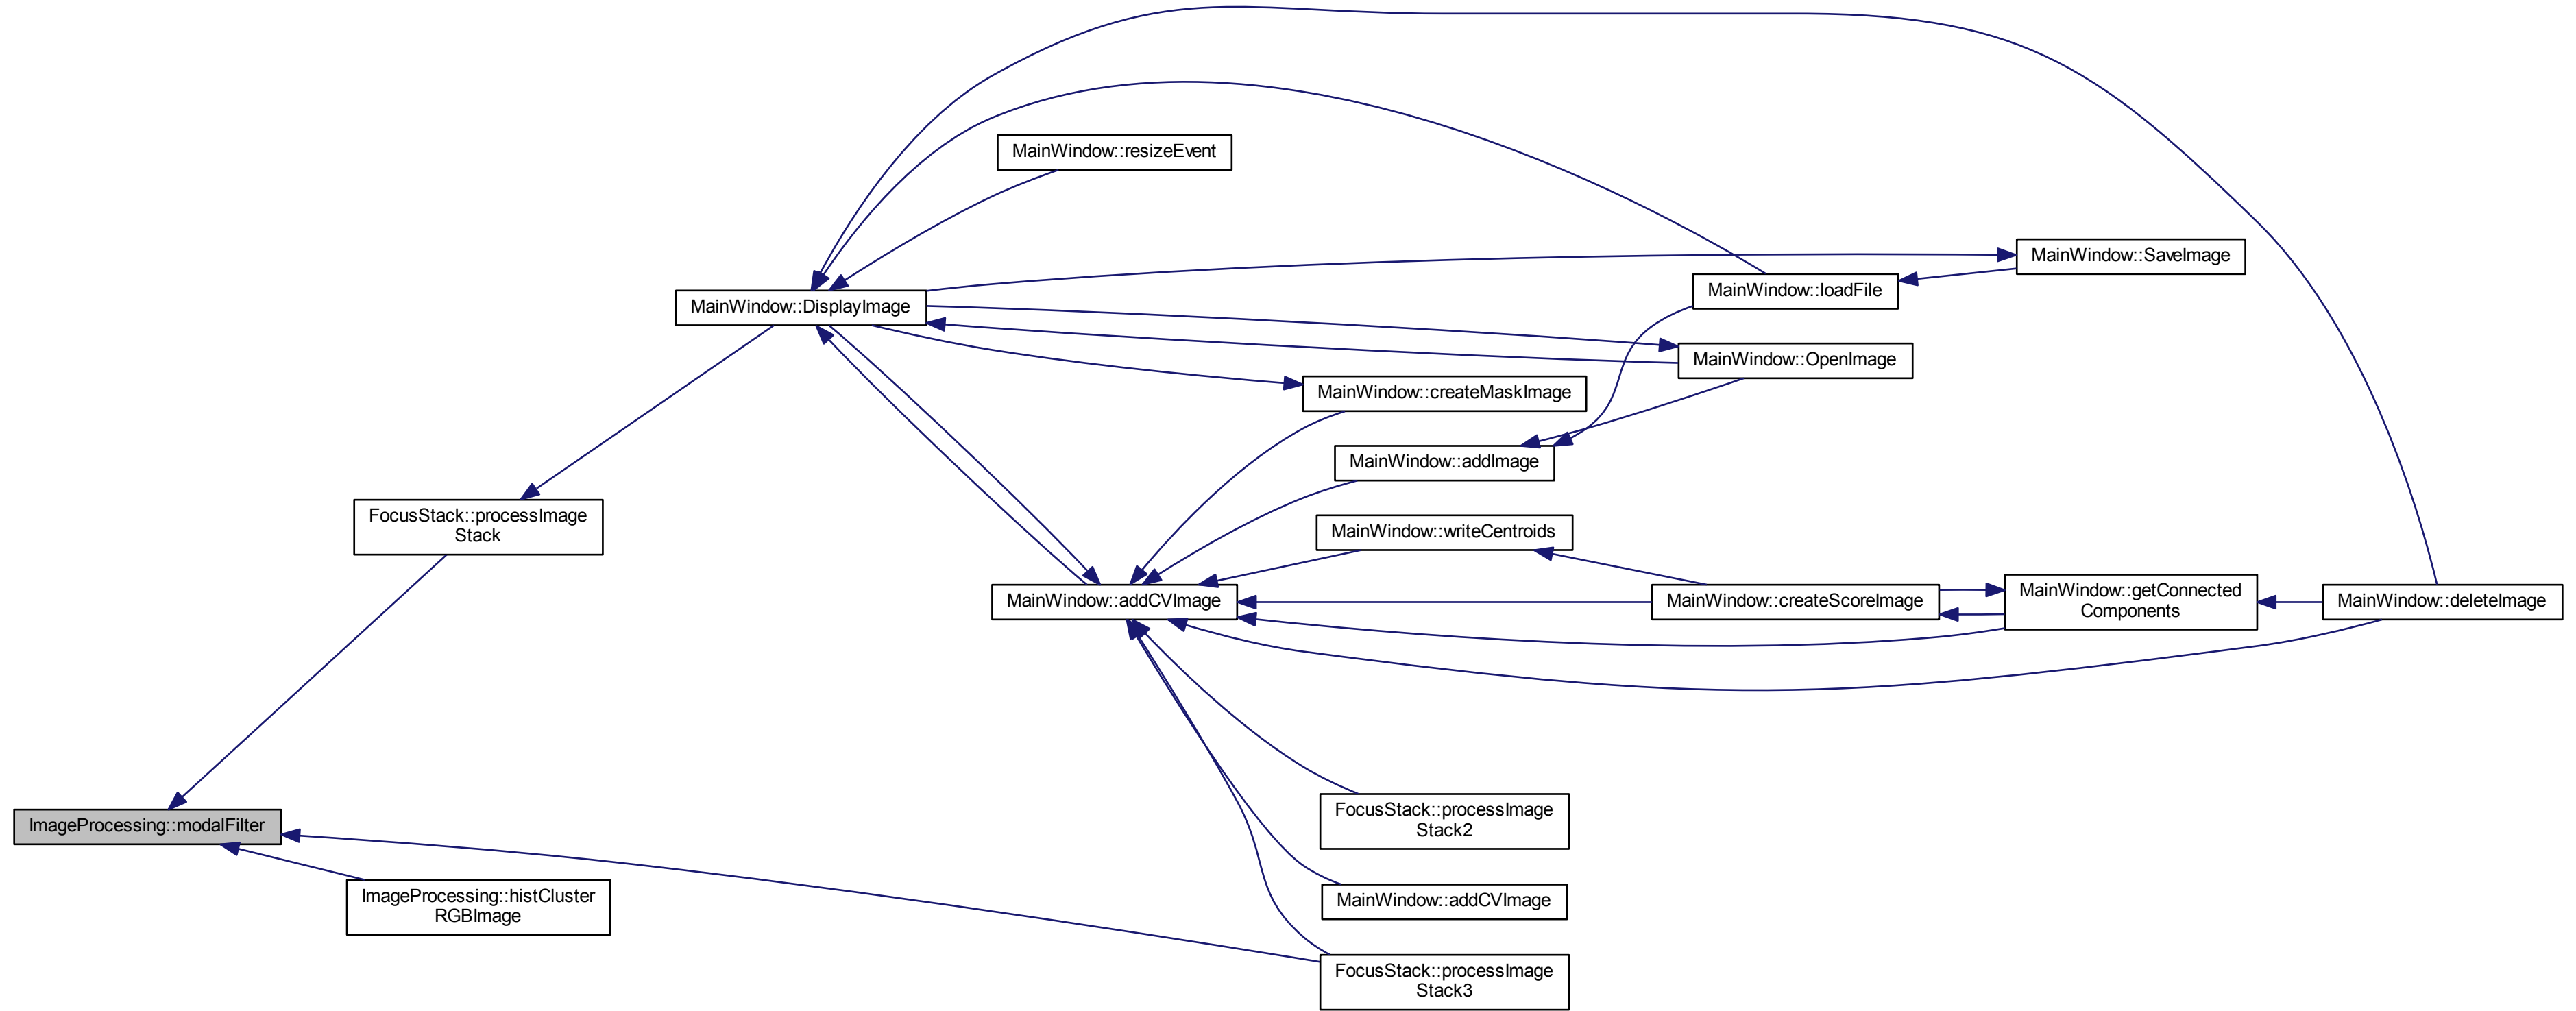 MainWindow::resizeEvent
MainWindow::SaveImage
MainWindow::loadFile
MainWindow::DisplayImage
MainWindow::OpenImage
MainWindow::createMaskImage
MainWindow::addImage
FocusStack::processImage
Stack
MainWindow::writeCentroids
MainWindow::addCVImage
MainWindow::createScoreImage
MainWindow::getConnected
Components
MainWindow::deleteImage
FocusStack::processImage
Stack2
ImageProcessing::modalFilter
ImageProcessing::histCluster
RGBImage
MainWindow::addCVImage
FocusStack::processImage
Stack3